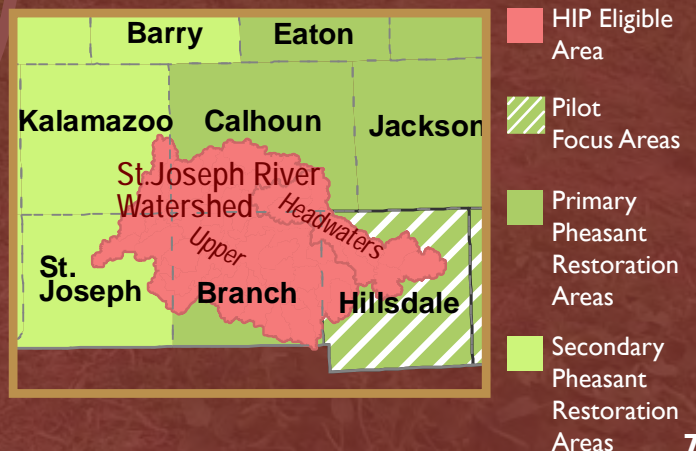 Barry
Eaton
Kalamazoo
Calhoun
Jackson
St.Joseph River
Watershed
Headwaters
Upper
St.
Joseph
Branch
Hillsdale
HIP Eligible
Area
Pilot
Focus Areas
Primary
Pheasant
Restoration
Areas
Secondary
Pheasant
Restoration
Areas
7